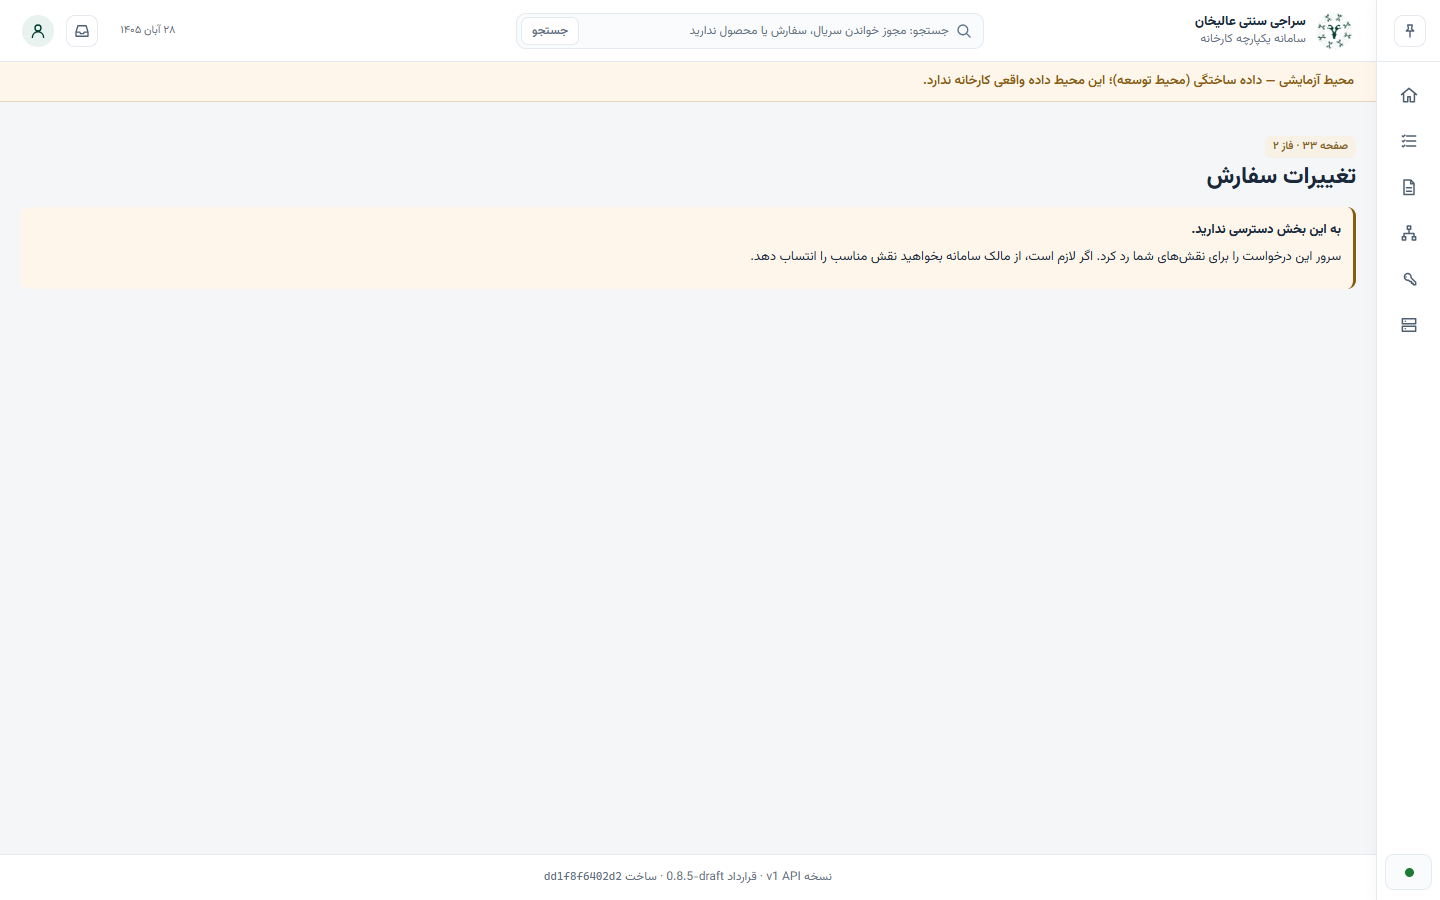 سراجی سنتی عالیخان
سامانه یکپارچه کارخانه
جستجو: مجوز خواندن سریال، سفارش یا محصول ندارید
جستجو
۲۸ آبان ۱۴۰۵
محیط آزمایشی — داده ساختگی (محیط توسعه)؛ این محیط داده واقعی کارخانه ندارد.
صفحه ۳۳ · فاز ۲
تغییرات سفارش
به این بخش دسترسی ندارید.
سرور این درخواست را برای نقش‌های شما رد کرد. اگر لازم است، از مالک سامانه بخواهید نقش مناسب را انتساب دهد.
نسخه v1 API · قرارداد 0.8.5-draft · ساخت dd1f8f6402d2